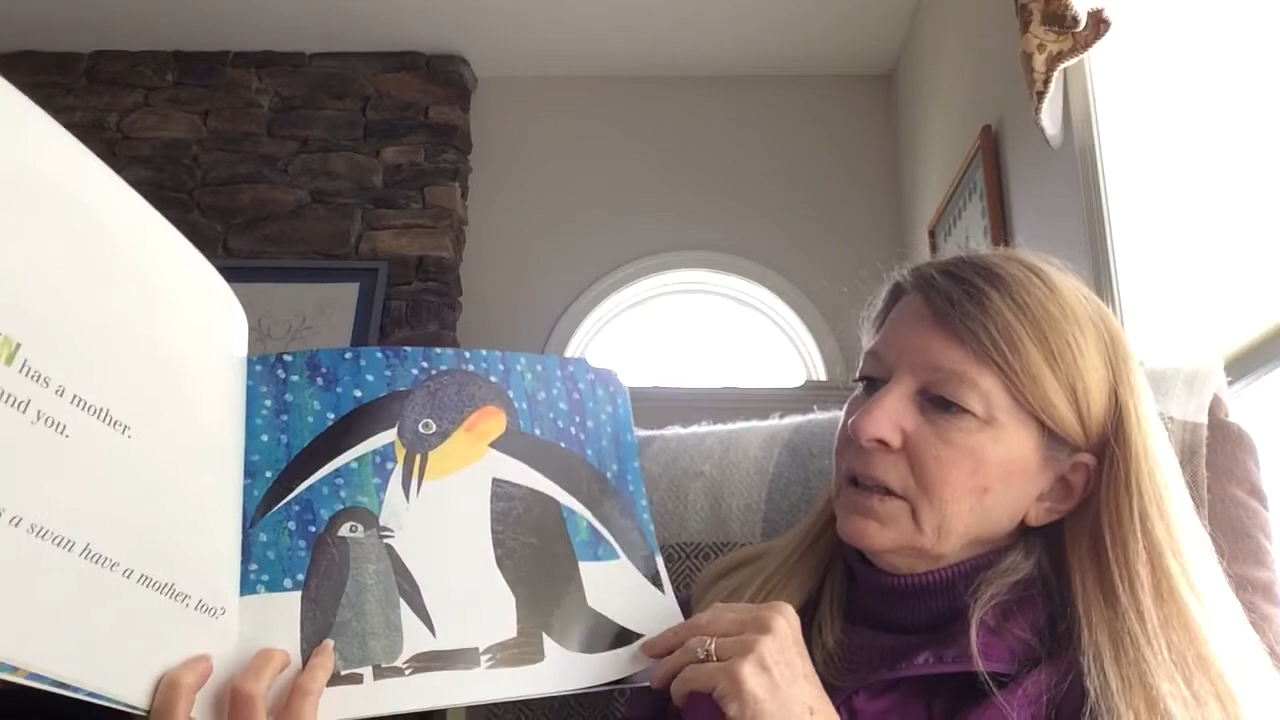 N has a mother.
and you.
a swan have a mother, too?